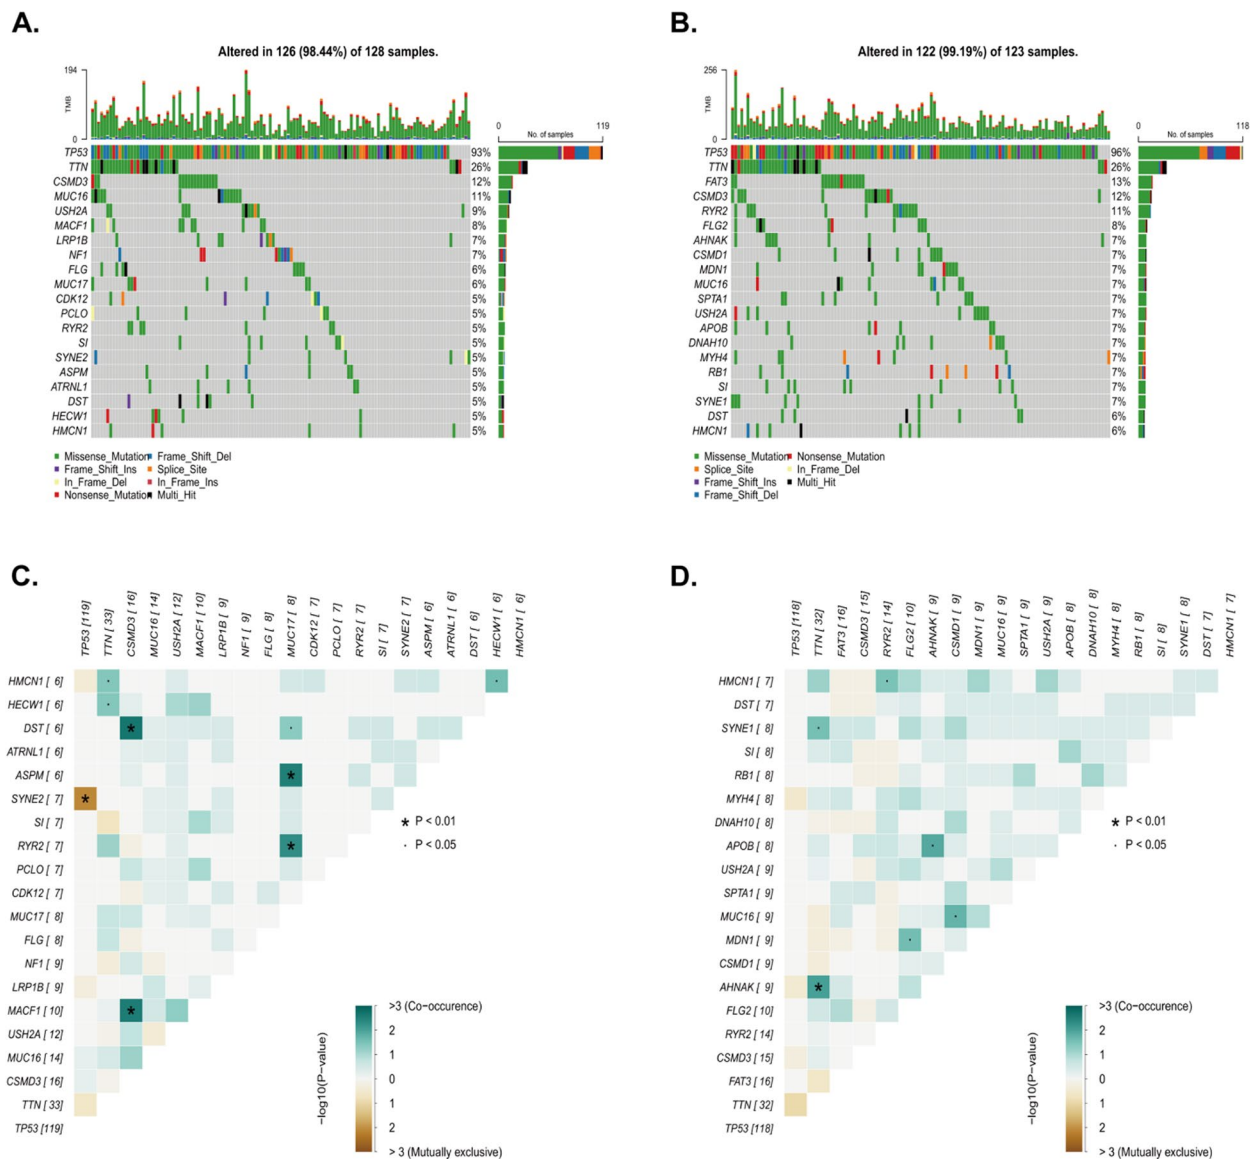 A.
Altered in 126 (98.44%) of 128 samples.
194
TMB
0
0
119
No. of samples
TP53 93%
TTN 26%
CSMD3 12%
MUC16 11%
USH2A 9%
MACF1 8%
LRP1B 7%
NF1 7%
FLG 6%
MUC17 6%
CDK12 5%
PCLO 5%
RYR2 5%
SI 5%
SYNE2 5%
ASPM 5%
ATRNL1 5%
DST 5%
HECW1 5%
HMCN1 5%
Missense_Mutation Frame_Shift_Del
Frame_Shift_Ins Splice_Site
In_Frame_Del In_Frame_Ins
Nonsense_Mutation Multi_Hit
B.
Altered in 122 (99.19%) of 123 samples.
256
TMB
0
0
118
No. of samples
TP53 96%
TTN 26%
FAT3 13%
CSMD3 12%
RYR2 11%
FLG2 8%
AHNAK 7%
CSMD1 7%
MDN1 7%
MUC16 7%
SPTA1 7%
USH2A 7%
APOB 7%
DNAH10 7%
MYH4 7%
RB1 7%
SI 7%
SYNE1 7%
DST 6%
HMCN1 6%
Missense_Mutation Nonsense_Mutation
Splice_Site In_Frame_Del
Frame_Shift_Ins Multi_Hit
Frame_Shift_Del
C.
TP53 [119]
TTN [ 33]
CSMD3 [ 16]
MUC16 [ 14]
USH2A [ 12]
MACF1 [ 10]
LRP1B [ 9]
NF1 [ 9]
FLG [ 8]
MUC17 [ 8]
CDK12 [ 7]
PCLO [ 7]
RYR2 [ 7]
SI [ 7]
SYNE2 [ 7]
ASPM [ 6]
ATRNL1 [ 6]
DST [ 6]
HECW1 [ 6]
HMCN1 [ 6]
HMCN1 [ 6]
HECW1 [ 6]
DST [ 6]
ATRNL1 [ 6]
ASPM [ 6]
SYNE2 [ 7]
SI [ 7]
RYR2 [ 7]
PCLO [ 7]
CDK12 [ 7]
MUC17 [ 8]
FLG [ 8]
NF1 [ 9]
LRP1B [ 9]
MACF1 [ 10]
USH2A [ 12]
MUC16 [ 14]
CSMD3 [ 16]
TTN [ 33]
TP53 [119]
* P < 0.01
· P < 0.05
−log10(P−value)
>3 (Co−occurence)
2
1
0
1
2
> 3 (Mutually exclusive)
D.
TP53 [118]
TTN [ 32]
FAT3 [ 16]
CSMD3 [ 15]
RYR2 [ 14]
FLG2 [ 10]
AHNAK [ 9]
CSMD1 [ 9]
MDN1 [ 9]
MUC16 [ 9]
SPTA1 [ 9]
USH2A [ 9]
APOB [ 8]
DNAH10 [ 8]
MYH4 [ 8]
RB1 [ 8]
SI [ 8]
SYNE1 [ 8]
DST [ 7]
HMCN1 [ 7]
HMCN1 [ 7]
DST [ 7]
SYNE1 [ 8]
SI [ 8]
RB1 [ 8]
MYH4 [ 8]
DNAH10 [ 8]
APOB [ 8]
USH2A [ 9]
SPTA1 [ 9]
MUC16 [ 9]
MDN1 [ 9]
CSMD1 [ 9]
AHNAK [ 9]
FLG2 [ 10]
RYR2 [ 14]
CSMD3 [ 15]
FAT3 [ 16]
TTN [ 32]
TP53 [118]
* P < 0.01
· P < 0.05
−log10(P−value)
>3 (Co−occurence)
2
1
0
1
2
> 3 (Mutually exclusive)